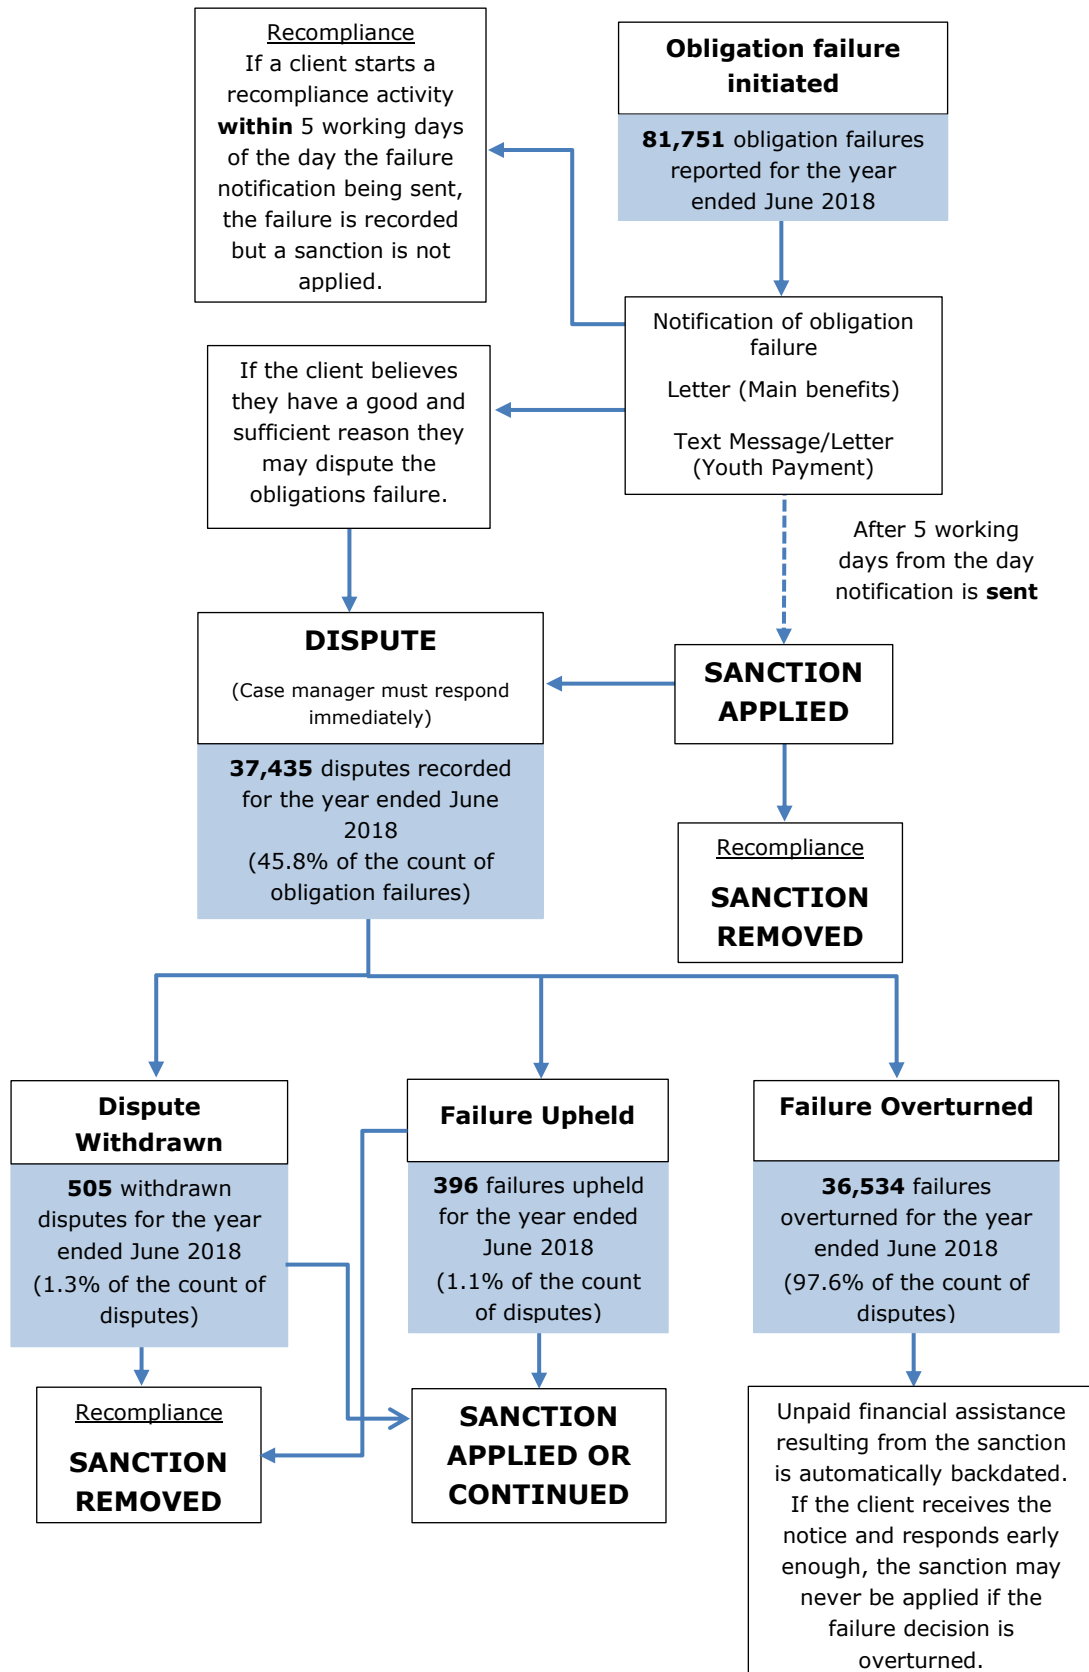 Recompliance
If a client starts a
recompliance activity
within 5 working days
of the day the failure
notification being sent,
the failure is recorded
but a sanction is not
applied.
Obligation failure
initiated
81,751 obligation failures
reported for the year
ended June 2018
Notification of obligation
failure
Letter (Main benefits)
Text Message/Letter
(Youth Payment)
If the client believes
they have a good and
sufficient reason they
may dispute the
obligations failure.
After 5 working
days from the day
notification is sent
DISPUTE
(Case manager must respond
immediately)
37,435 disputes recorded
for the year ended June
2018
(45.8% of the count of
obligation failures)
SANCTION
APPLIED
Recompliance
SANCTION
REMOVED
Dispute
Withdrawn
505 withdrawn
disputes for the year
ended June 2018
(1.3% of the count of
disputes)
Failure Upheld
396 failures upheld
for the year ended
June 2018
(1.1% of the count
of disputes)
Failure Overturned
36,534 failures
overturned for the year
ended June 2018
(97.6% of the count of
disputes)
Recompliance
SANCTION
REMOVED
SANCTION
APPLIED OR
CONTINUED
Unpaid financial assistance
resulting from the sanction
is automatically backdated.
If the client receives the
notice and responds early
enough, the sanction may
never be applied if the
failure decision is
overturned.